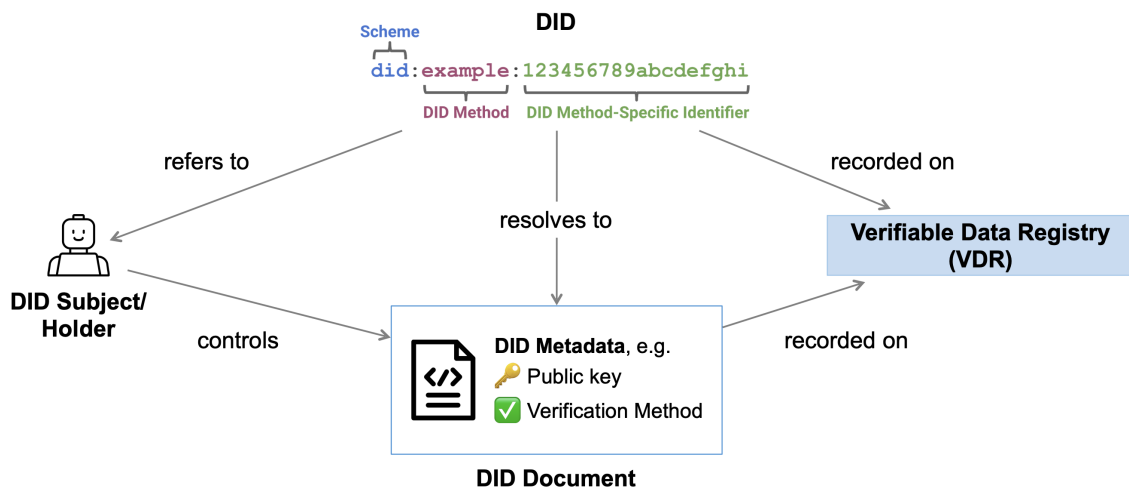 DID
Scheme
did:example:123456789abcdefghi
DID Method
DID Method-Specific Identifier
refers to
recorded on
resolves to
Verifiable Data Registry
(VDR)
DID Subject/
Holder
controls
recorded on
DID Metadata, e.g.
🔑 Public key
✅ Verification Method
DID Document